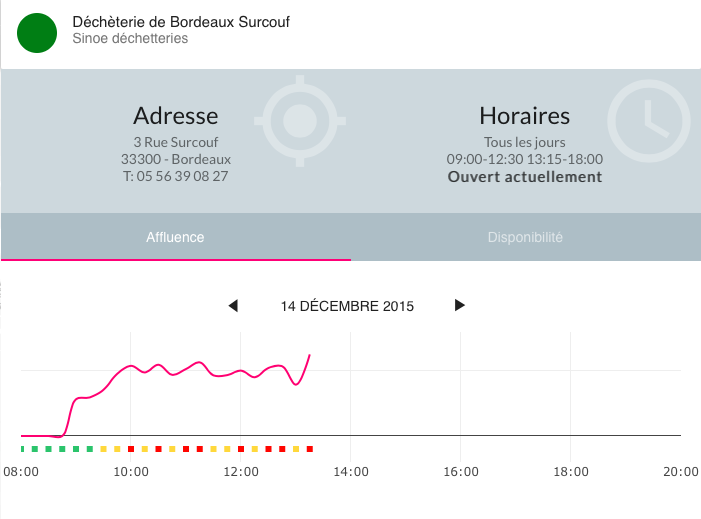 Déchèterie de Bordeaux Surcouf
Sinoe déchetteries
Adresse
3 Rue Surcouf
33300 - Bordeaux
T: 05 56 39 08 27
Horaires
Tous les jours
09:00-12:30 13:15-18:00
Ouvert actuellement
Affluence
Disponibilité
14 DÉCEMBRE 2015
08:00 10:00 12:00 14:00 16:00 18:00 20:00